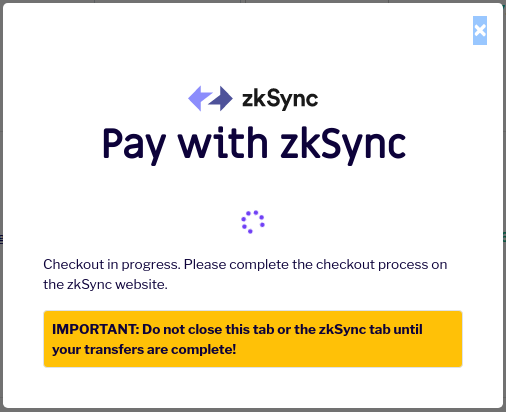 zkSync
Pay with zkSync
Checkout in progress. Please complete the checkout process on
the zkSync website.
IMPORTANT: Do not close this tab or the zkSync tab until
your transfers are complete!